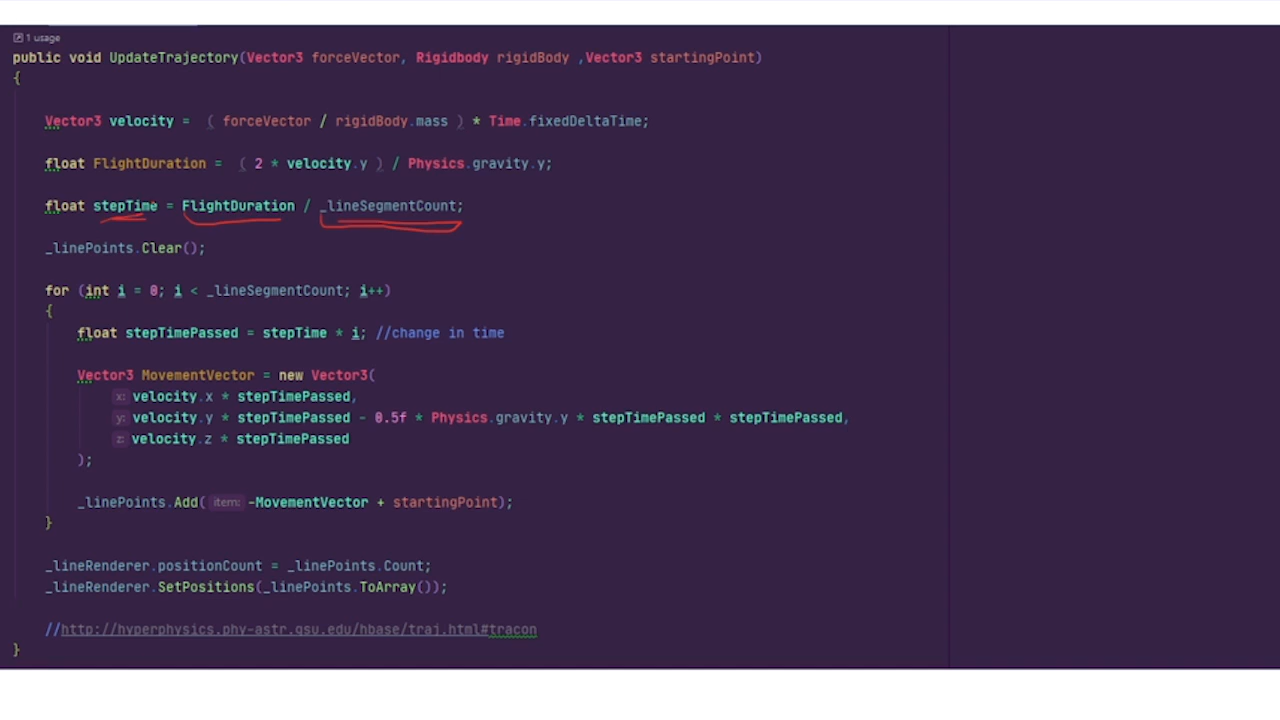 1 usage
public void UpdateTrajectory(Vector3 forceVector, Rigidbody rigidBody ,Vector3 startingPoint)
{
Vector3 velocity = ( forceVector / rigidBody.mass ) * Time.fixedDeltaTime;
float FlightDuration = ( 2 * velocity.y ) / Physics.gravity.y;
float stepTime = FlightDuration / _lineSegmentCount;
_linePoints.Clear();
for (int i = 0; i < _lineSegmentCount; i++)
{
float stepTimePassed = stepTime * i; //change in time
Vector3 MovementVector = new Vector3(
x: velocity.x * stepTimePassed,
y: velocity.y * stepTimePassed - 0.5f * Physics.gravity.y * stepTimePassed * stepTimePassed,
z: velocity.z * stepTimePassed
);
_linePoints.Add( item: -MovementVector + startingPoint);
}
_lineRenderer.positionCount = _linePoints.Count;
_lineRenderer.SetPositions(_linePoints.ToArray());
//http://hyperphysics.phy-astr.gsu.edu/hbase/traj.html#tracon
}